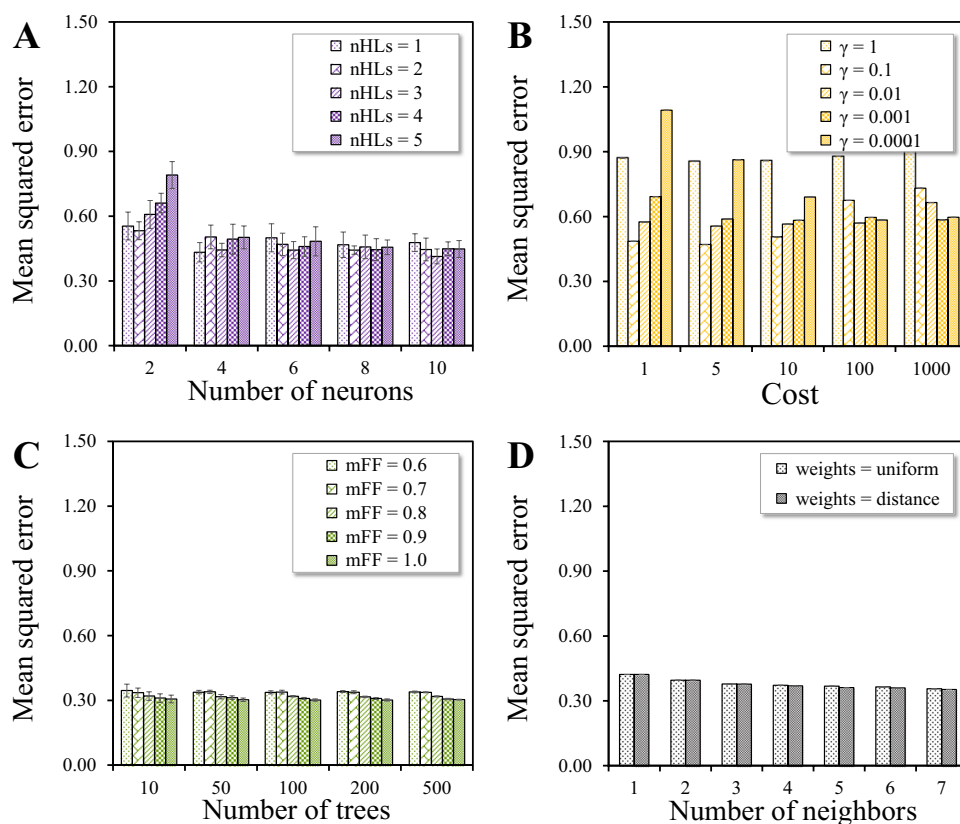 A
Mean squared error
1.50
1.20
0.90
0.60
0.30
0.00
nHLs = 1
nHLs = 2
nHLs = 3
nHLs = 4
nHLs = 5
2 4 6 8 10
Number of neurons
B
Mean squared error
1.50
1.20
0.90
0.60
0.30
0.00
γ = 1
γ = 0.1
γ = 0.01
γ = 0.001
γ = 0.0001
1 5 10 100 1000
Cost
C
Mean squared error
1.50
1.20
0.90
0.60
0.30
0.00
mFF = 0.6
mFF = 0.7
mFF = 0.8
mFF = 0.9
mFF = 1.0
10 50 100 200 500
Number of trees
D
Mean squared error
1.50
1.20
0.90
0.60
0.30
0.00
weights = uniform
weights = distance
1 2 3 4 5 6 7
Number of neighbors